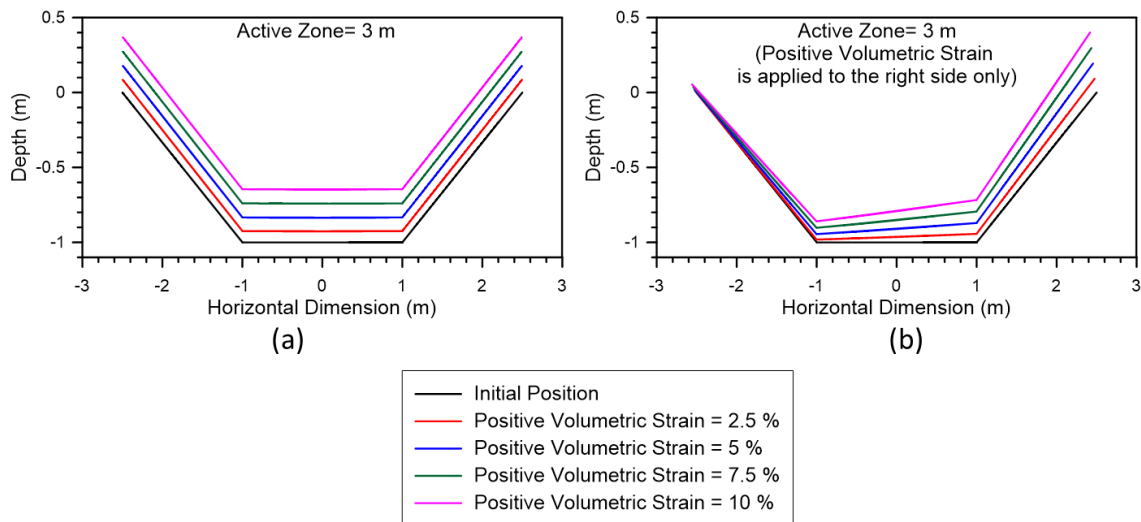 Active Zone= 3 m
0.5
0
-0.5
-1
Depth (m)
-3
-2
-1
0
1
2
3
Horizontal Dimension (m)
(a)
Active Zone= 3 m
(Positive Volumetric Strain
is applied to the right side only)
0.5
0
-0.5
-1
Depth (m)
-3
-2
-1
0
1
2
3
Horizontal Dimension (m)
(b)
Initial Position
Positive Volumetric Strain = 2.5 %
Positive Volumetric Strain = 5 %
Positive Volumetric Strain = 7.5 %
Positive Volumetric Strain = 10 %